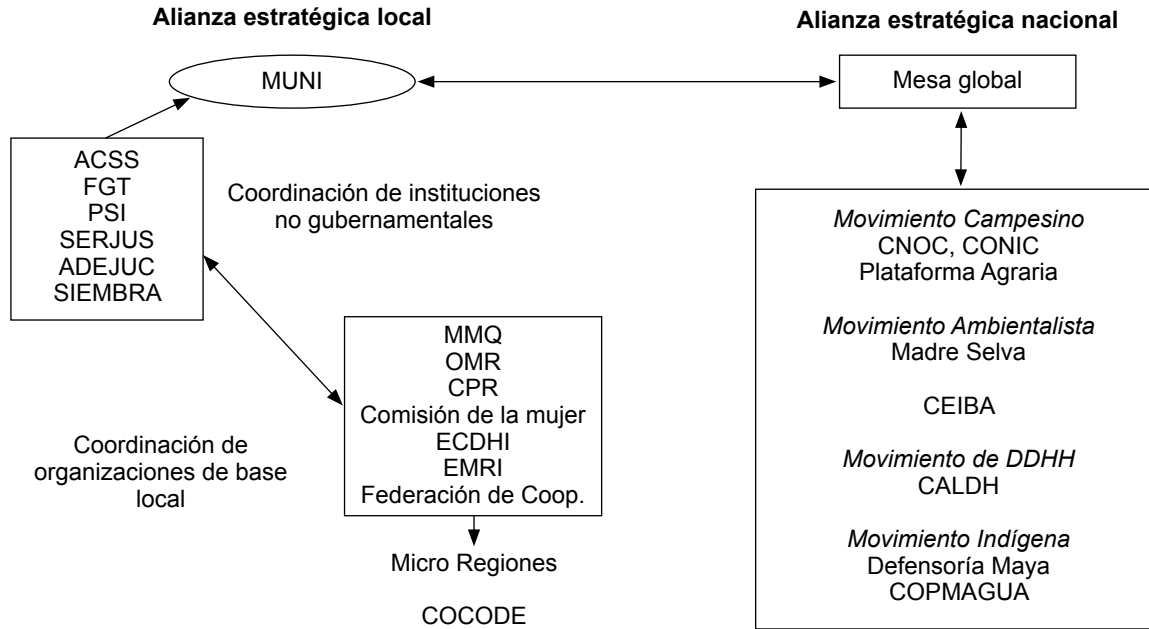 Alianza estratégica local
MUNI
ACSS
FGT
PSI
SERJUS
ADEJUC
SIEMBRA
Coordinación de instituciones
no gubernamentales
MMQ
OMR
CPR
Comisión de la mujer
ECDHI
EMRI
Federación de Coop.
Coordinación de
organizaciones de base
local
Micro Regiones
COCODE
Alianza estratégica nacional
Mesa global
Movimiento Campesino
CNOC, CONIC
Plataforma Agraria
Movimiento Ambientalista
Madre Selva
CEIBA
Movimiento de DDHH
CALDH
Movimiento Indígena
Defensoría Maya
COPMAGUA